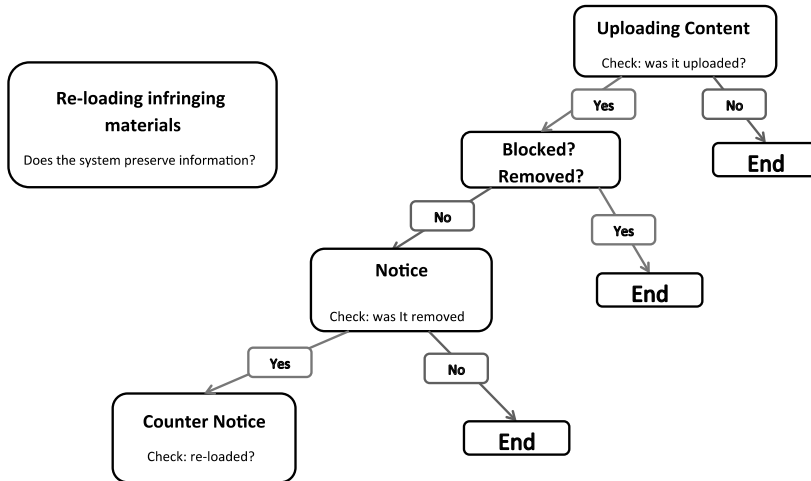 Uploading Content
Check: was it uploaded?
Re-loading infringing
materials
Does the system preserve information?
Yes
No
Blocked?
Removed?
End
No
Yes
Notice
Check: was It removed
End
Yes
No
Counter Notice
Check: re-loaded?
End